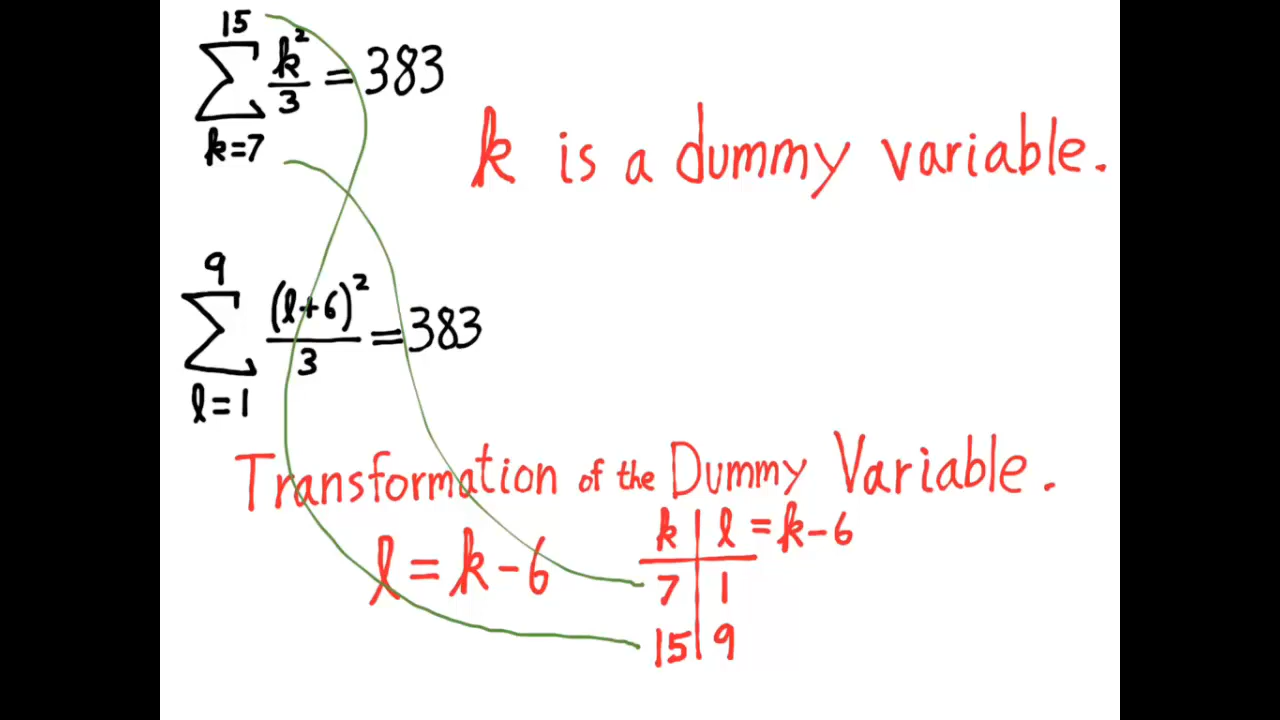 15
∑ k²/3 = 383
k=7
k is a dummy variable.
9
∑ (l+6)²/3 = 383
l=1
Transformation of the Dummy Variable.
l = k-6
k | l = k-6
7 | 1
15 | 9